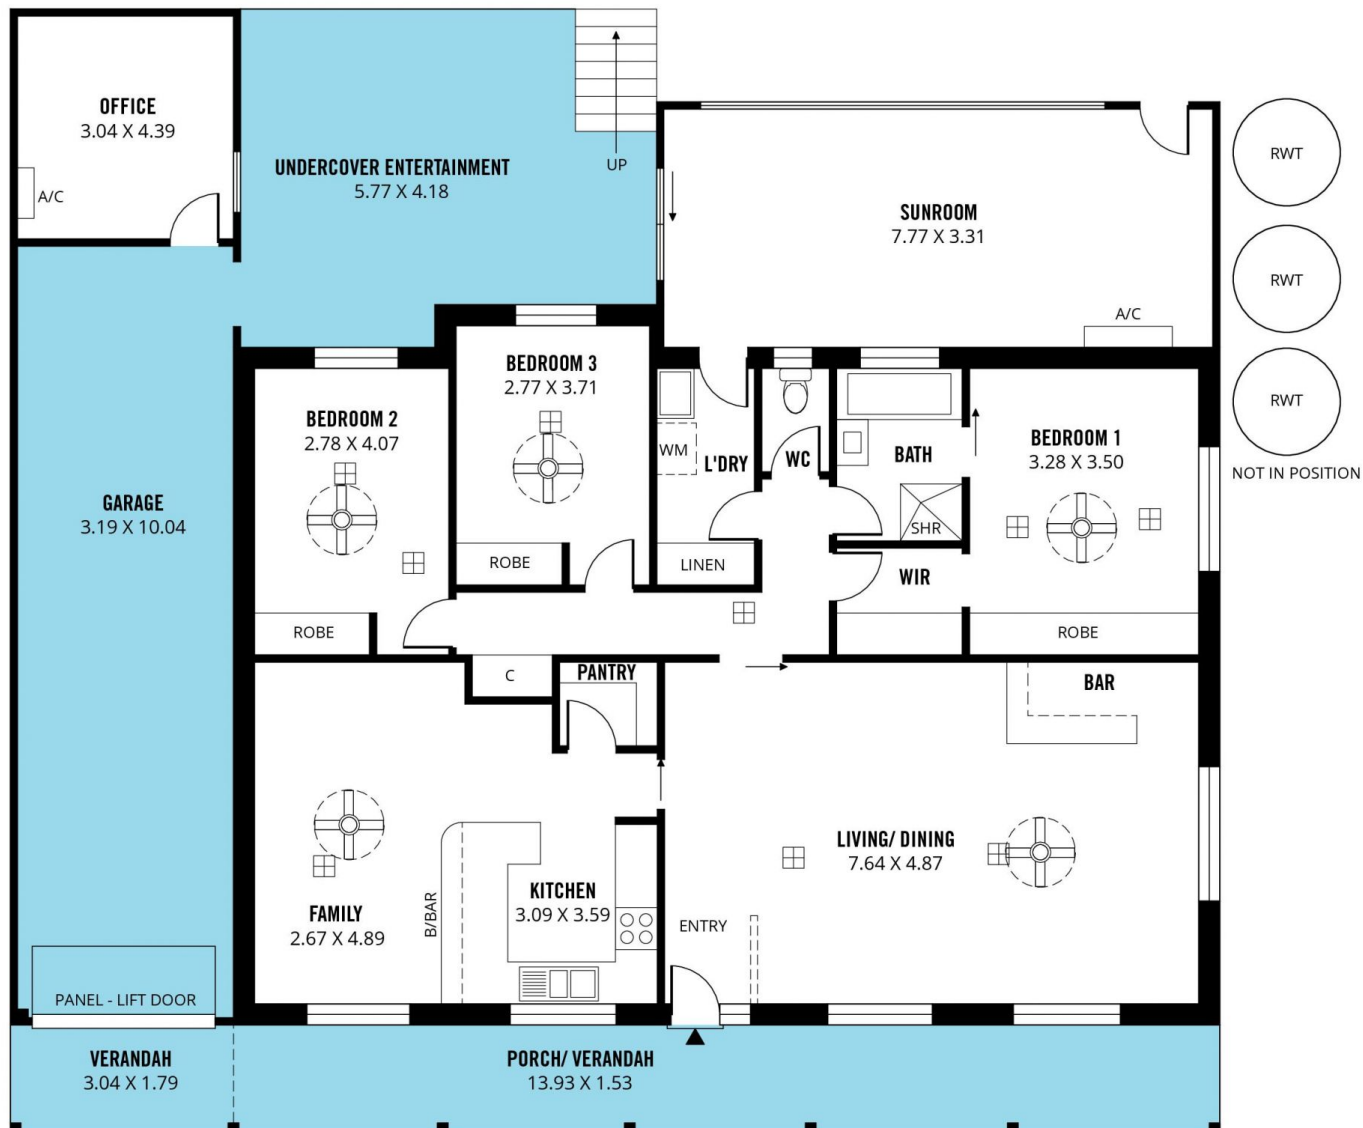 OFFICE
3.04 X 4.39
A/C
UNDERCOVER ENTERTAINMENT
5.77 X 4.18
UP
SUNROOM
7.77 X 3.31
A/C
RWT
RWT
RWT
NOT IN POSITION
BEDROOM 3
2.77 X 3.71
ROBE
BEDROOM 2
2.78 X 4.07
ROBE
WM
L'DRY
LINEN
WC
BATH
SHR
WIR
BEDROOM 1
3.28 X 3.50
ROBE
GARAGE
3.19 X 10.04
PANEL - LIFT DOOR
C
PANTRY
BAR
FAMILY
2.67 X 4.89
B/BAR
KITCHEN
3.09 X 3.59
LIVING/ DINING
7.64 X 4.87
ENTRY
VERANDAH
3.04 X 1.79
PORCH/ VERANDAH
13.93 X 1.53